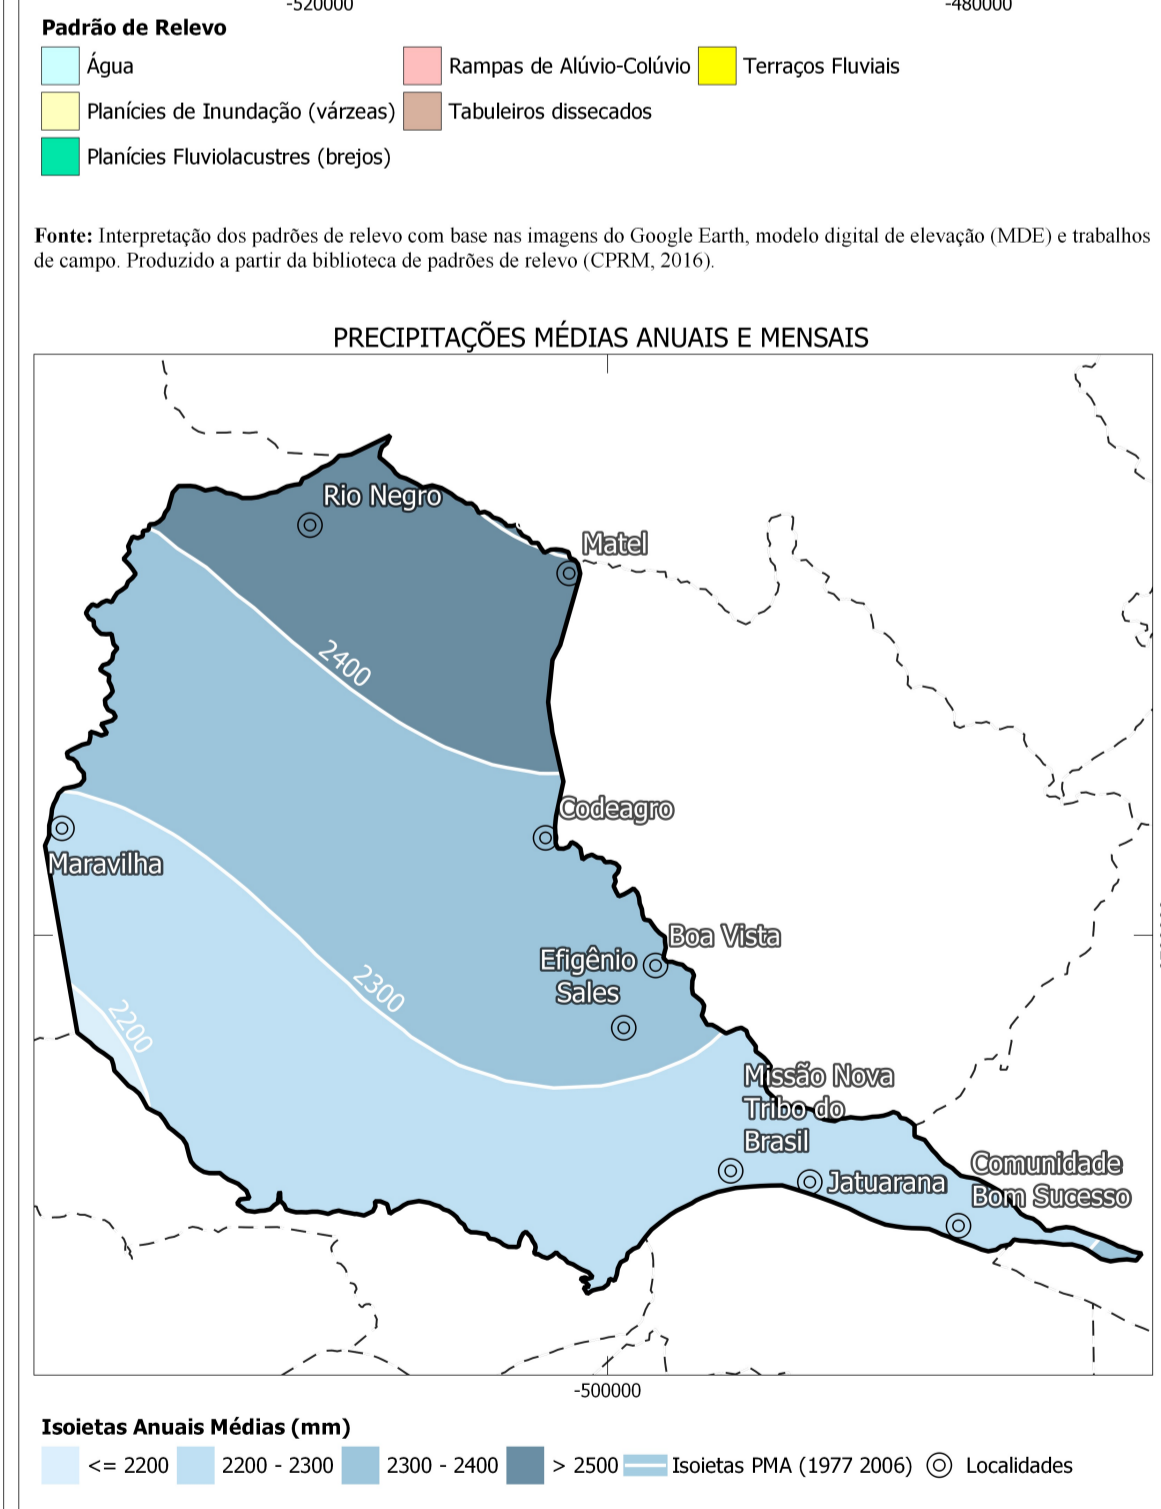 -520000
-480000
Padrão de Relevo
Água
Rampas de Alúvio-Colúvio
Terraços Fluviais
Planícies de Inundação (várzeas)
Tabuleiros dissecados
Planícies Fluviolacustres (brejos)
Fonte: Interpretação dos padrões de relevo com base nas imagens do Google Earth, modelo digital de elevação (MDE) e trabalhos
de campo. Produzido a partir da biblioteca de padrões de relevo (CPRM, 2016).
PRECIPITAÇÕES MÉDIAS ANUAIS E MENSAIS
Rio Negro
Matel
2400
Codeagro
Maravilha
Boa Vista
Efigênio
Sales
2300
2200
Missão Nova
Tribo do
Brasil
Jatuarana
Comunidade
Bom Sucesso
-500000
Isoietas Anuais Médias (mm)
<= 2200
2200 - 2300
2300 - 2400
> 2500
Isoietas PMA (1977 2006)
Localidades